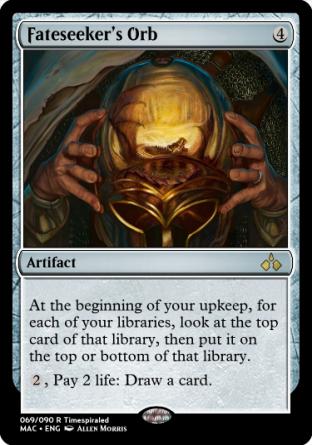 Fateseeker's Orb 4
Artifact
At the beginning of your upkeep, for
each of your libraries, look at the top
card of that library, then put it on
the top or bottom of that library.
2 , Pay 2 life: Draw a card.
069/090 R Timespiraled
MAC • ENG Allen Morris